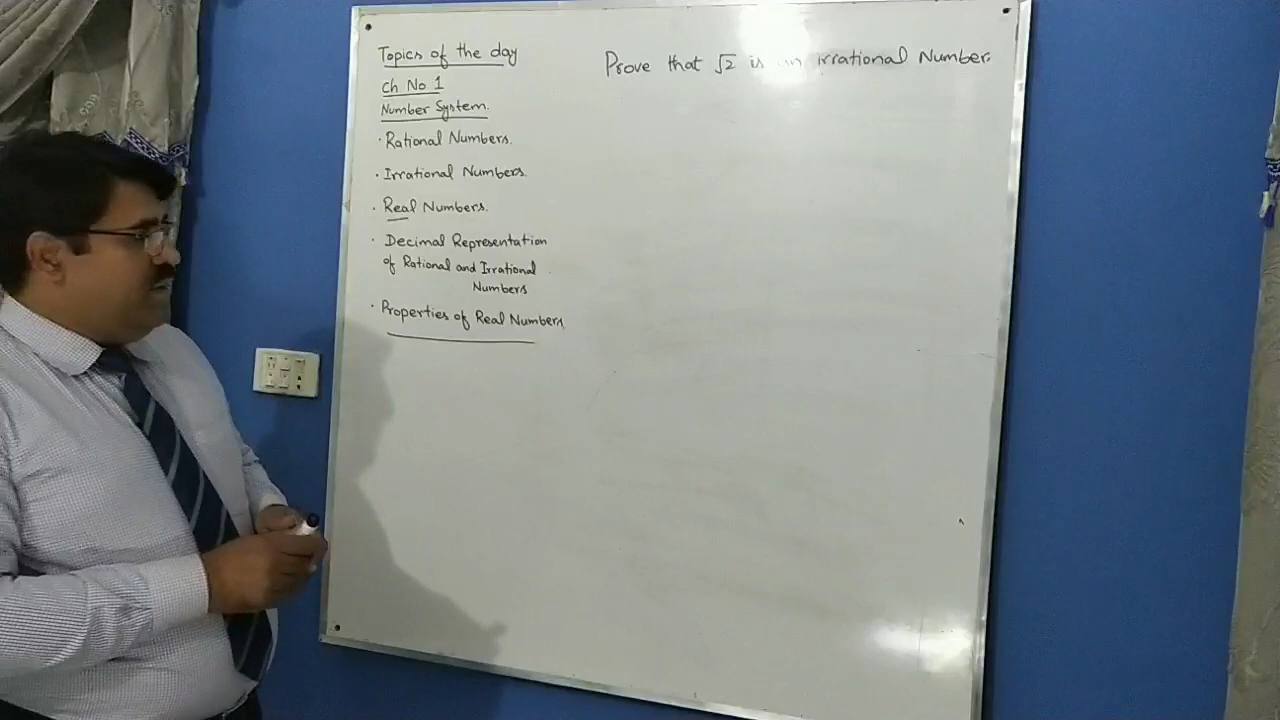 Topics of the day
Ch No 1
Number System.
· Rational Numbers.
· Irrational Numbers.
· Real Numbers.
· Decimal Representation
of Rational and Irrational
Numbers
· Properties of Real Numbers,
Prove that √2 is an irrational Number.